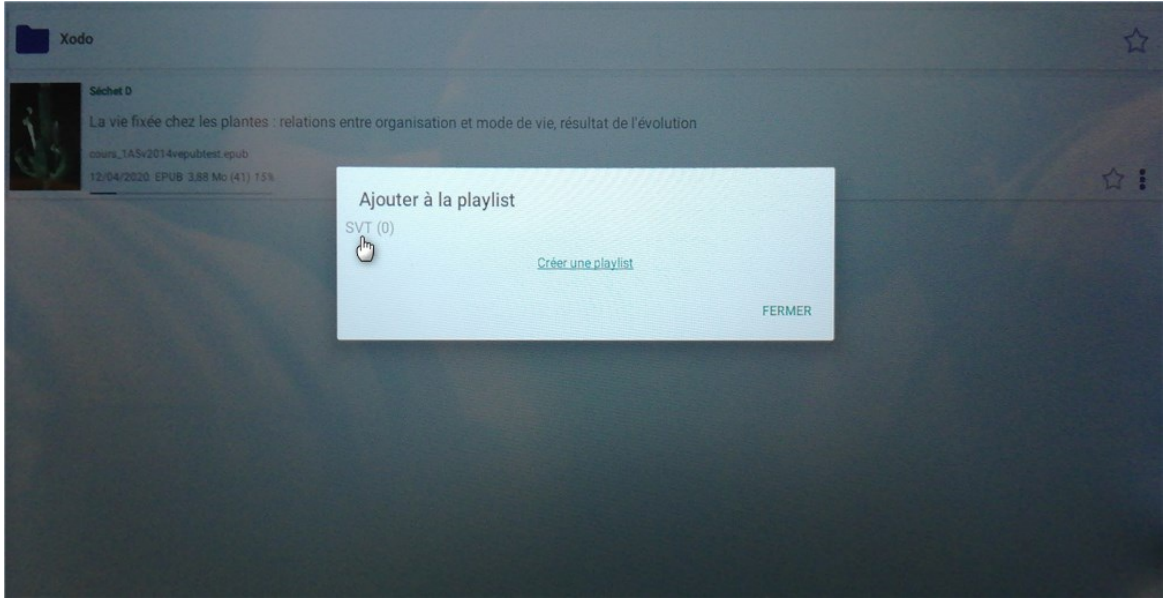 Xodo
Séchet D
La vie fixée chez les plantes : relations entre organisation et mode de vie, résultat de l'évolution
cours_1ASv2014vepubtest.epub
12/04/2020 EPUB 3,88 Mo (41) 15%
Ajouter à la playlist
SVT (0)
Créer une playlist
FERMER